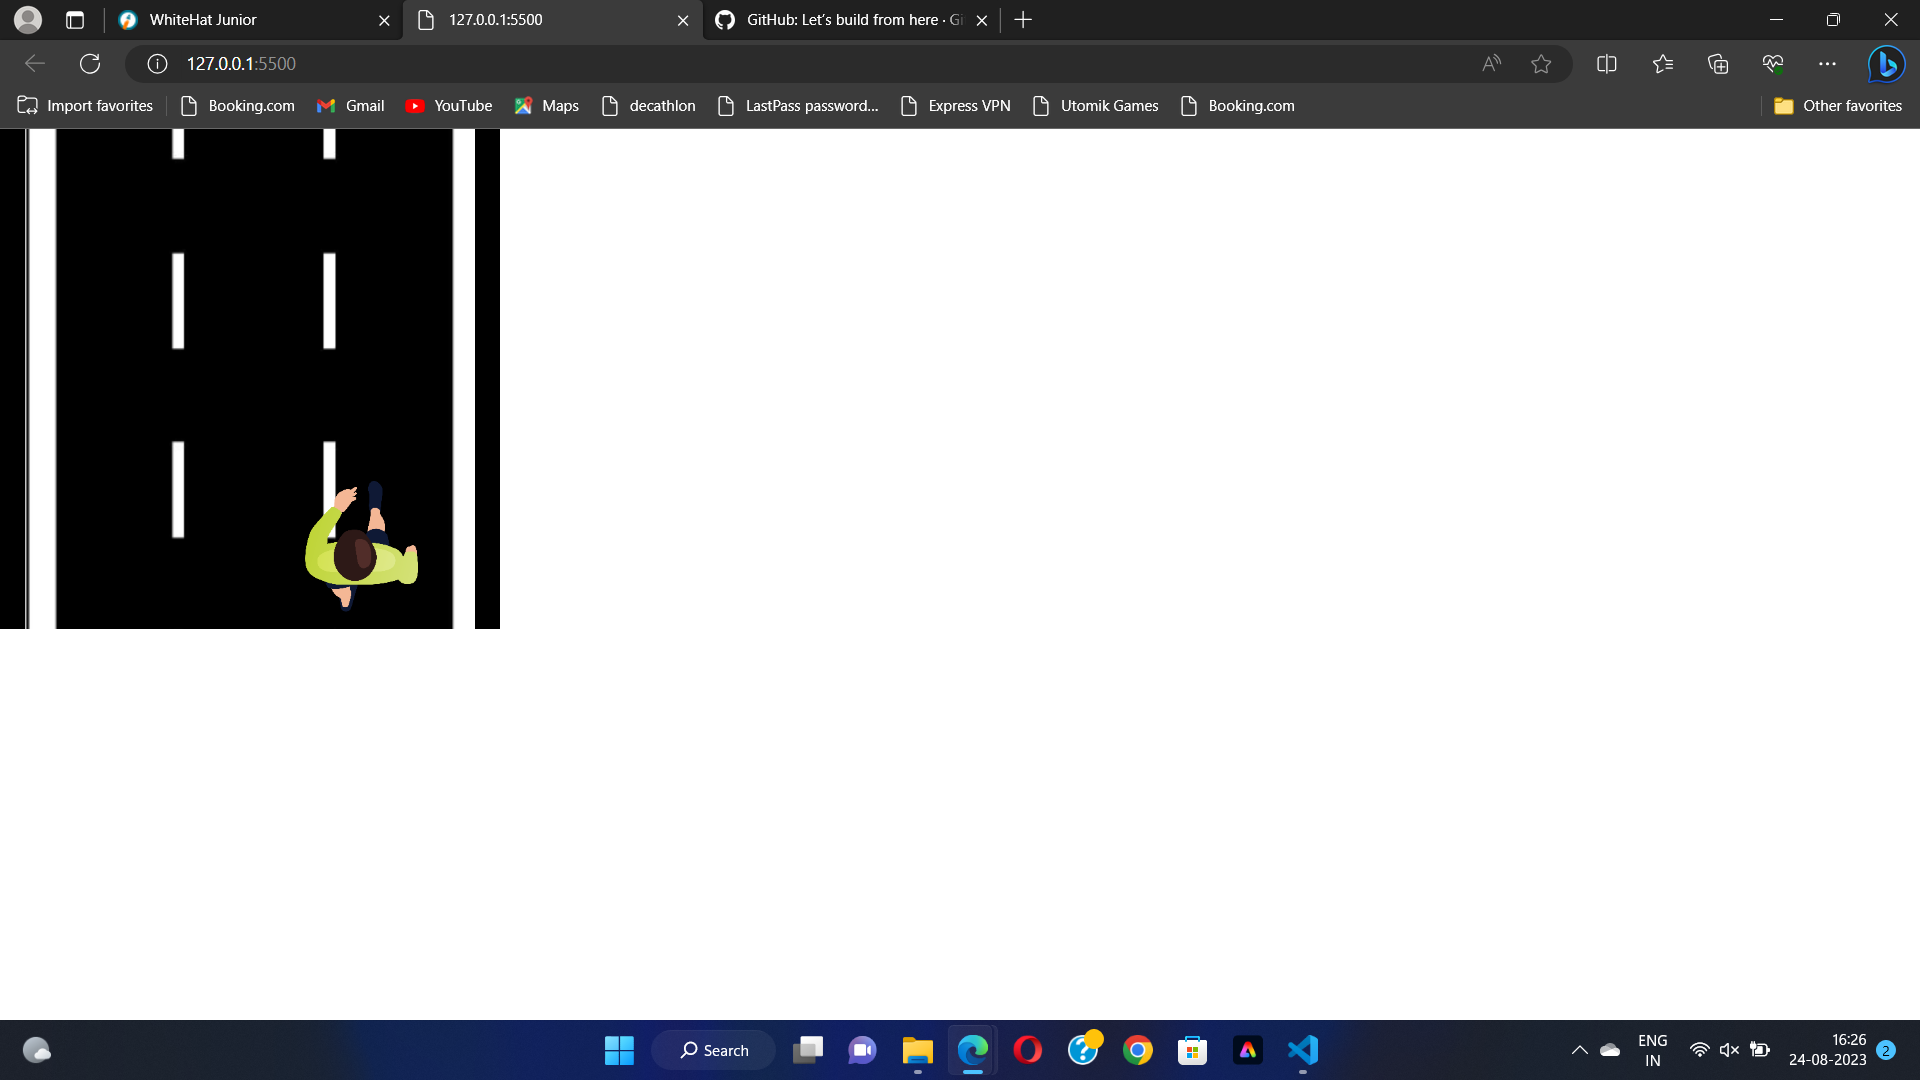 WhiteHat Junior
127.0.0.1:5500
GitHub: Let's build from here · Gi
127.0.0.1:5500
Import favorites
Booking.com
Gmail
YouTube
Maps
decathlon
LastPass password...
Express VPN
Utomik Games
Booking.com
Other favorites
Search
ENG
IN
16:26
24-08-2023
2